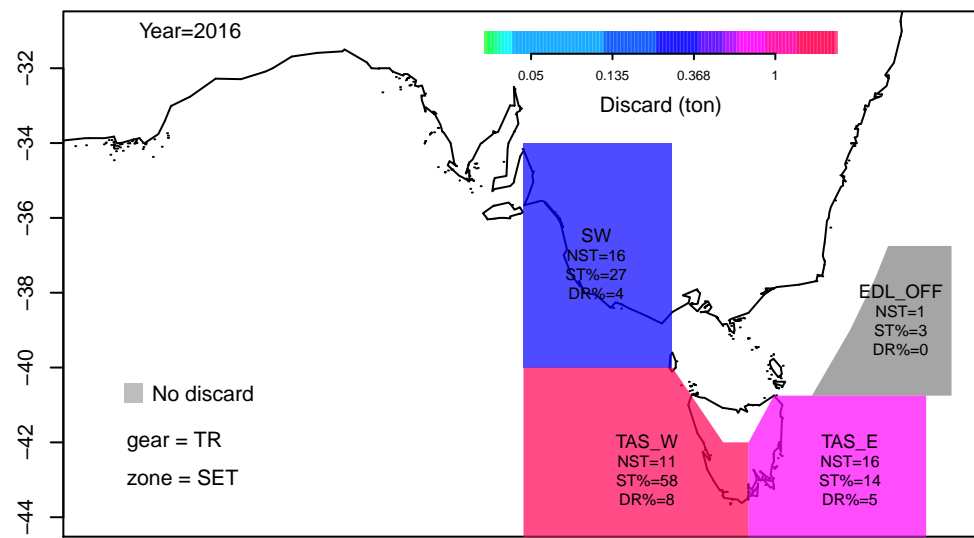 Year=2016
0.05 0.135 0.368 1
Discard (ton)
−32
−34
−36
−38
−40
−42
−44
SW
NST=16
ST%=27
DR%=4
EDL_OFF
NST=1
ST%=3
DR%=0
No discard
gear = TR
zone = SET
TAS_W
NST=11
ST%=58
DR%=8
TAS_E
NST=16
ST%=14
DR%=5